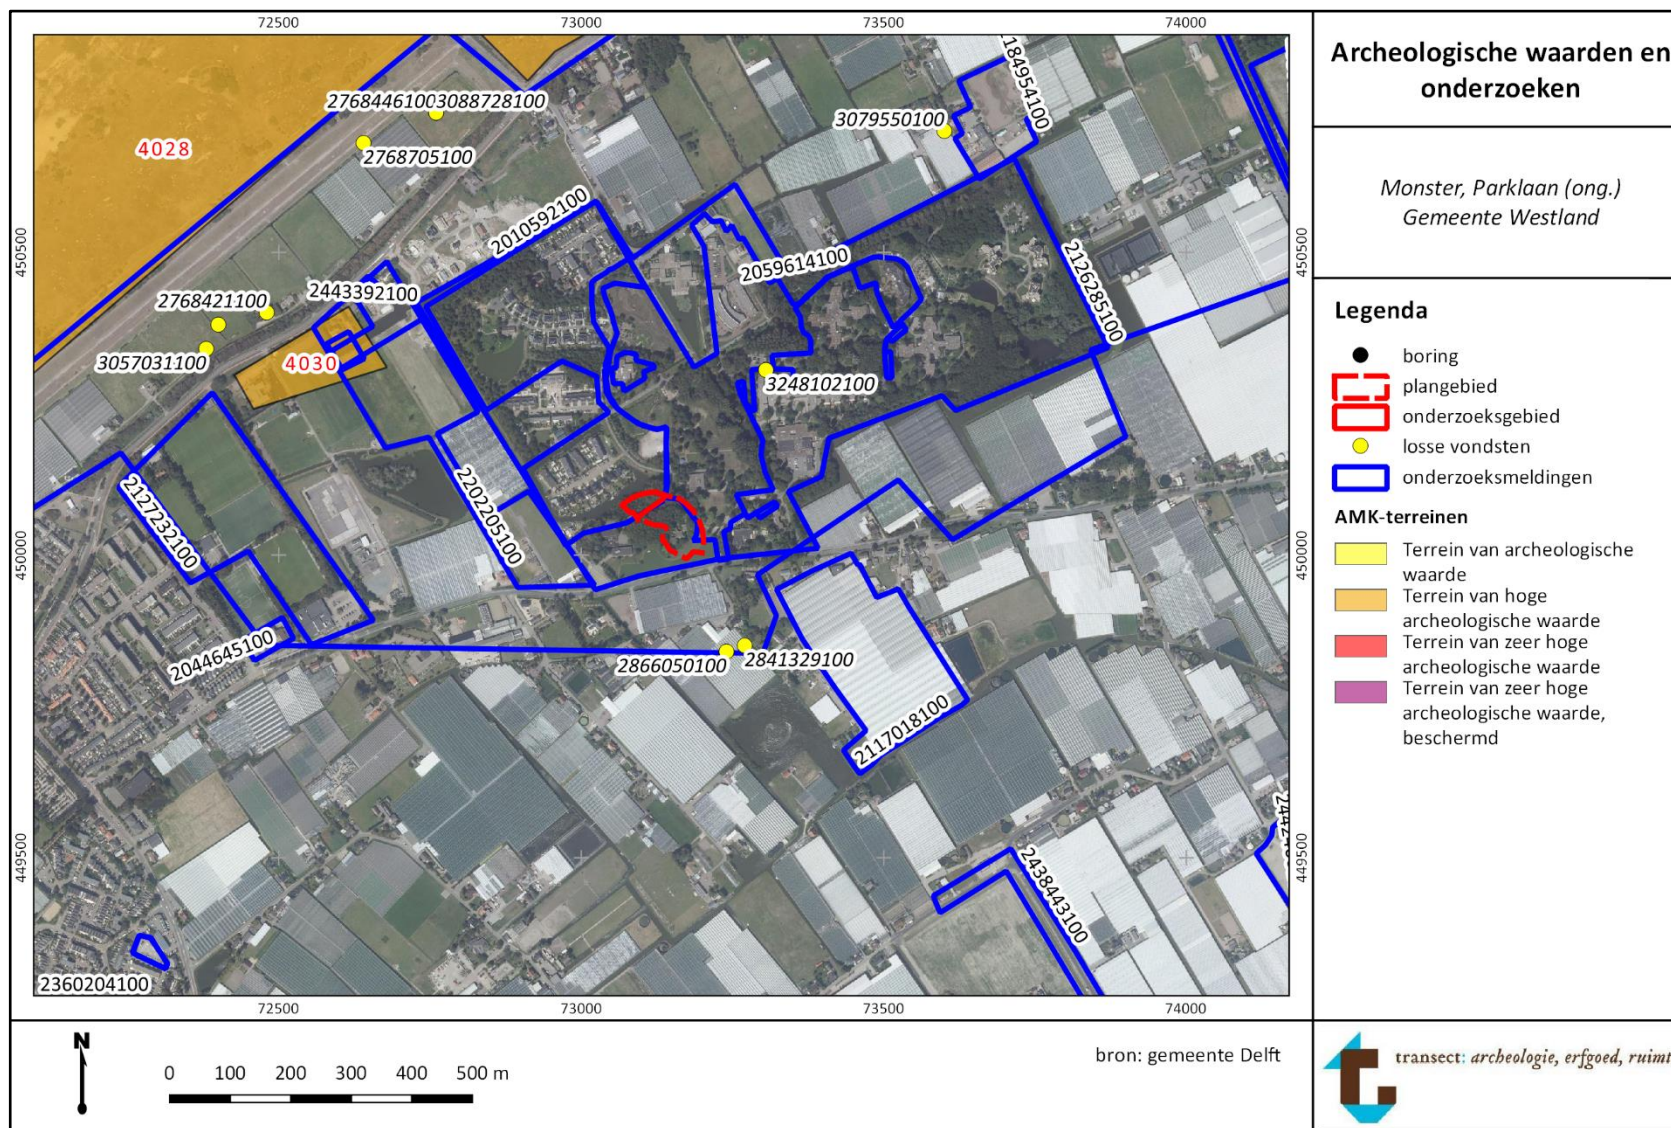 72500 73000 73500 74000
Archeologische waarden en
onderzoeken
Monster, Parklaan (ong.)
Gemeente Westland
Legenda
boring
plangebied
onderzoeksgebied
losse vondsten
onderzoeksmeldingen
AMK-terreinen
Terrein van archeologische
waarde
Terrein van hoge
archeologische waarde
Terrein van zeer hoge
archeologische waarde
Terrein van zeer hoge
archeologische waarde,
beschermd
450500
450000
449500
450500
450000
449500
4028
2768446100
3088728100
2768705100
3079550100
2184954100
2010592100
2059614100
2126285100
2443392100
2768421100
3057031100
4030
3248102100
2127232100
2202205100
2044645100
2866050100
2841329100
2117018100
2438443100
2360204100
72500 73000 73500 74000
N
0 100 200 300 400 500 m
bron: gemeente Delft
transect: archeologie, erfgoed, ruimt